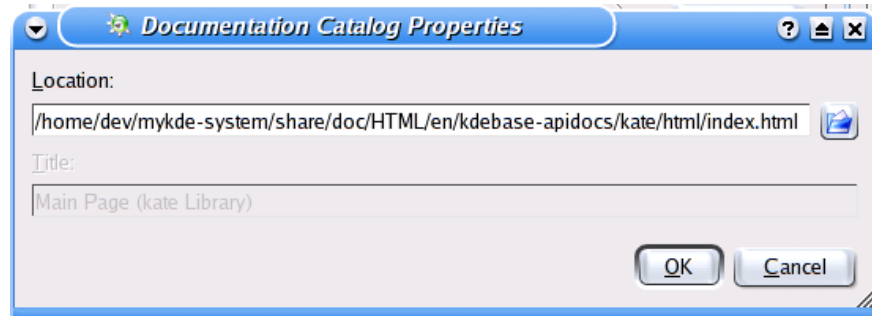 Documentation Catalog Properties
Location:
/home/dev/mykde-system/share/doc/HTML/en/kdebase-apidocs/kate/html/index.html
Title:
Main Page (kate Library)
OK Cancel